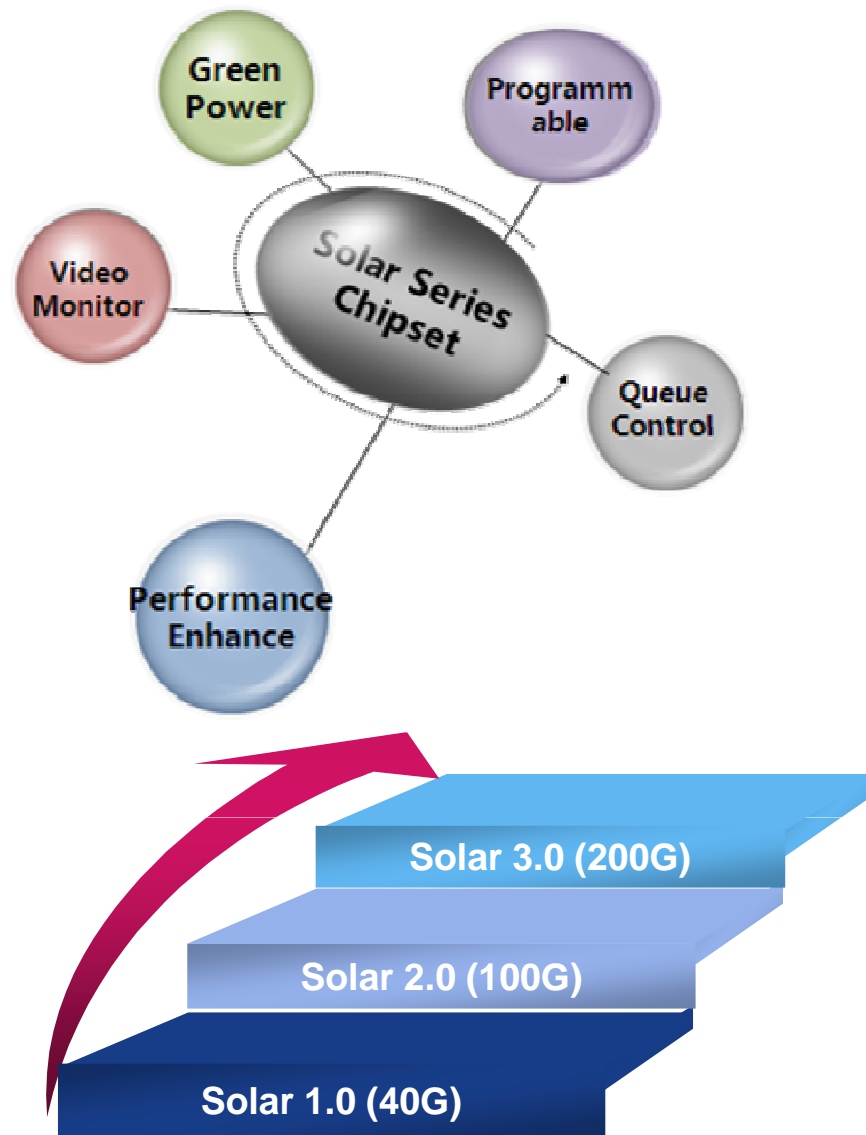 Green
Power
Programm
able
Solar Series
Chipset
Video
Monitor
Queue
Control
Performance
Enhance
Solar 3.0 (200G)
Solar 2.0 (100G)
Solar 1.0 (40G)